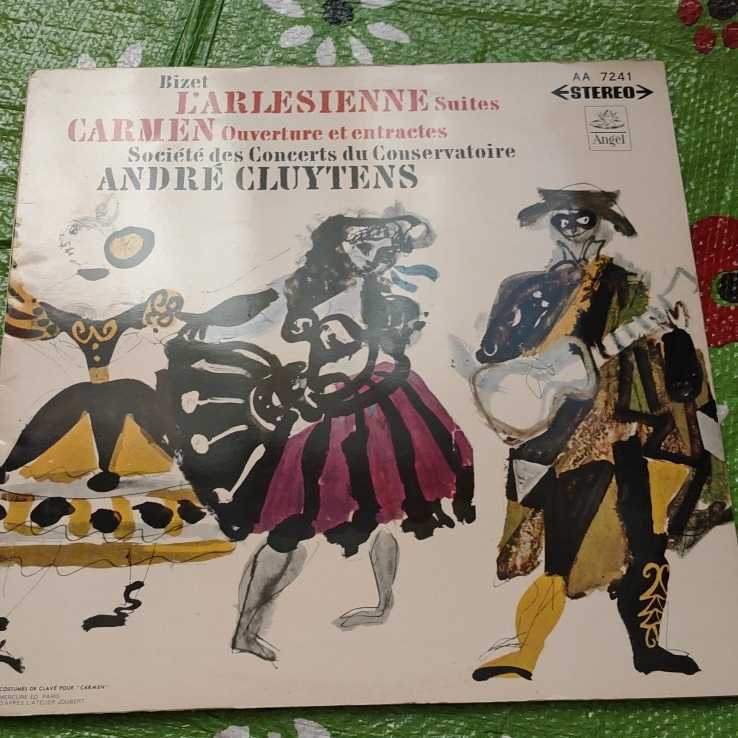 Bizet
L'ARLESIENNE Suites
CARMEN Ouverture et entractes
Société des Concerts du Conservatoire
ANDRÉ CLUYTENS
AA 7241
STEREO
Angel
COSTUMES DE CLAVÉ POUR "CARMEN"
MERCURE ED. PARIS
D'APRÈS L'ATELIER JOUBERT